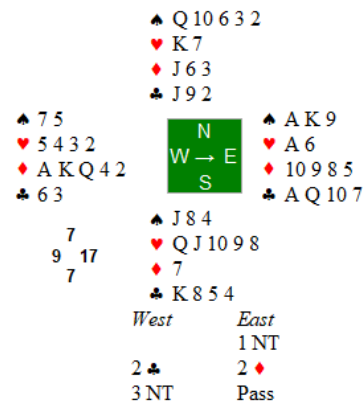 ♠ Q 10 6 3 2
♥ K 7
♦ J 6 3
♣ J 9 2
♠ 7 5
♥ 5 4 3 2
♦ A K Q 4 2
♣ 6 3
N
W → E
S
♠ A K 9
♥ A 6
♦ 10 9 8 5
♣ A Q 10 7
♠ J 8 4
♥ Q J 10 9 8
♦ 7
♣ K 8 5 4
7
9 17
7
West East
1 NT
2 ♣ 2 ♦
3 NT Pass